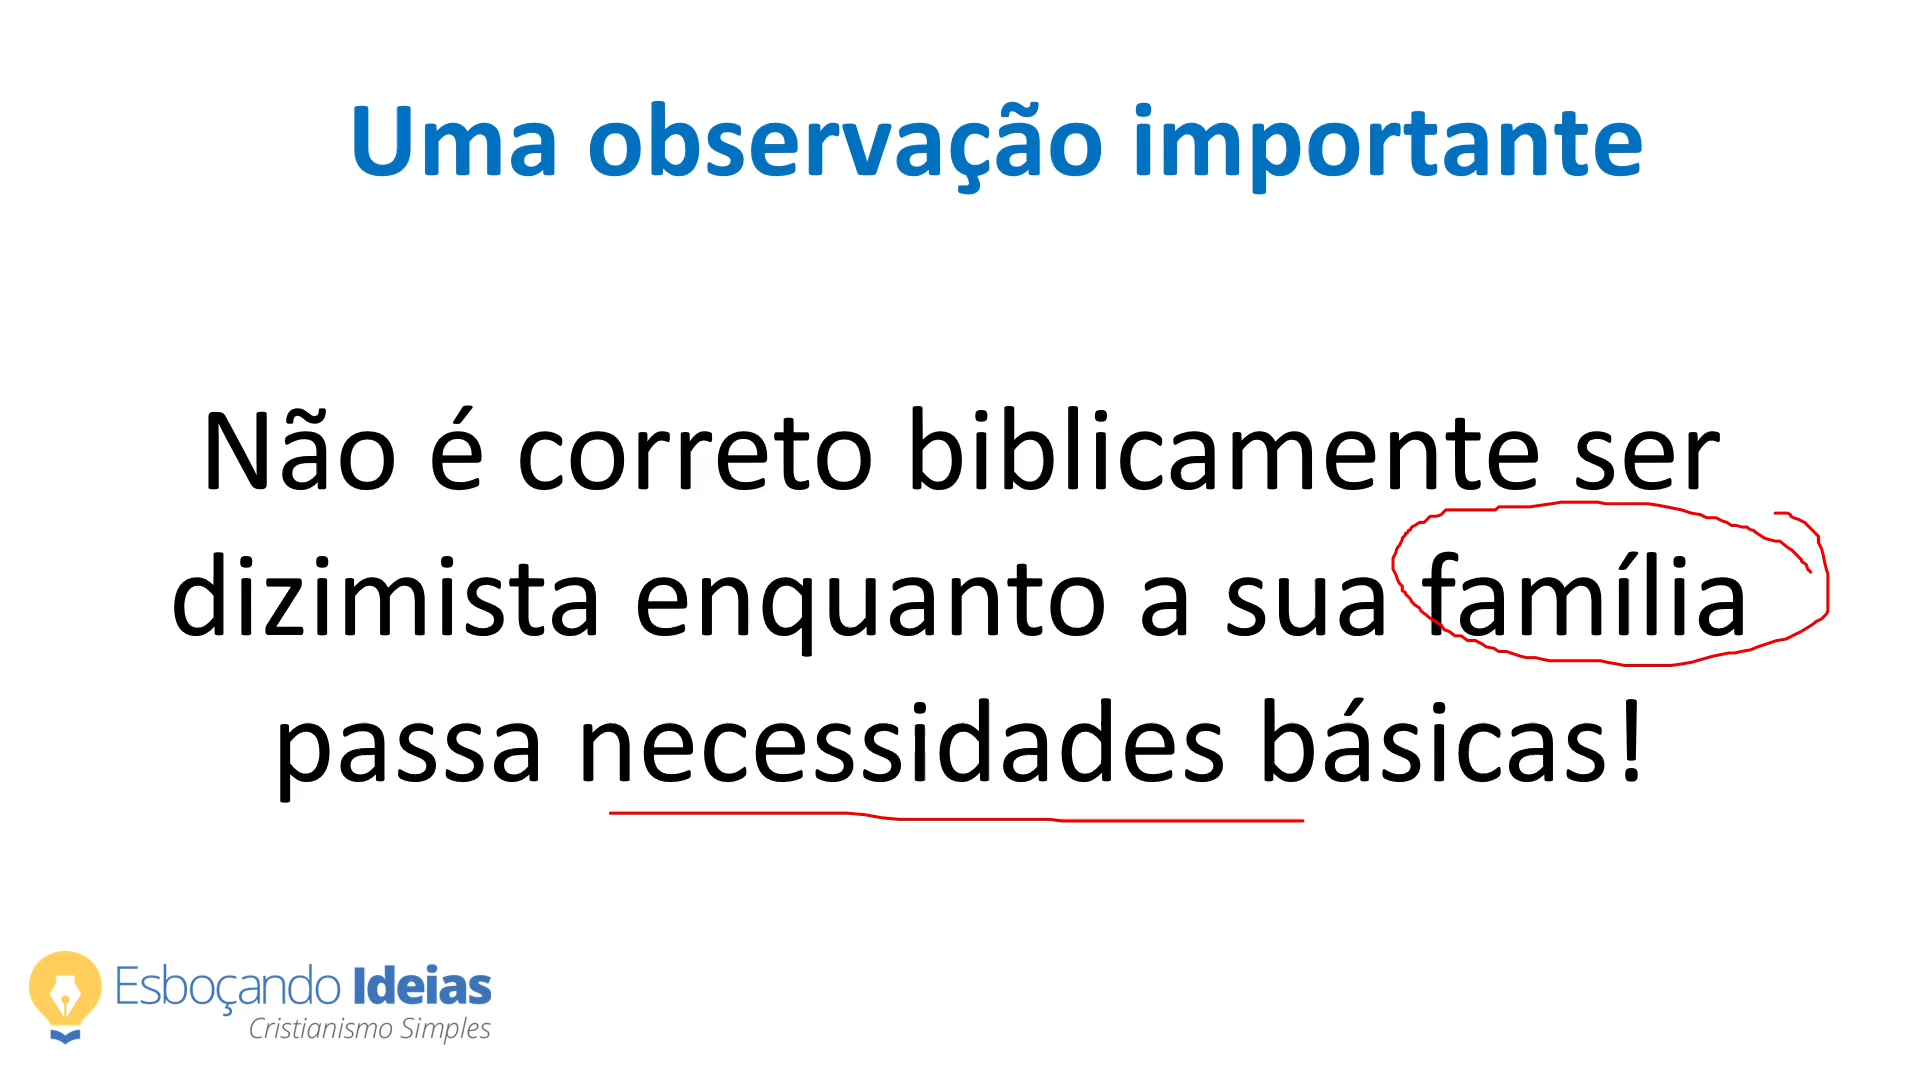 Uma observação importante
Não é correto biblicamente ser
dizimista enquanto a sua família
passa necessidades básicas!
Esboçando Ideias
Cristianismo Simples